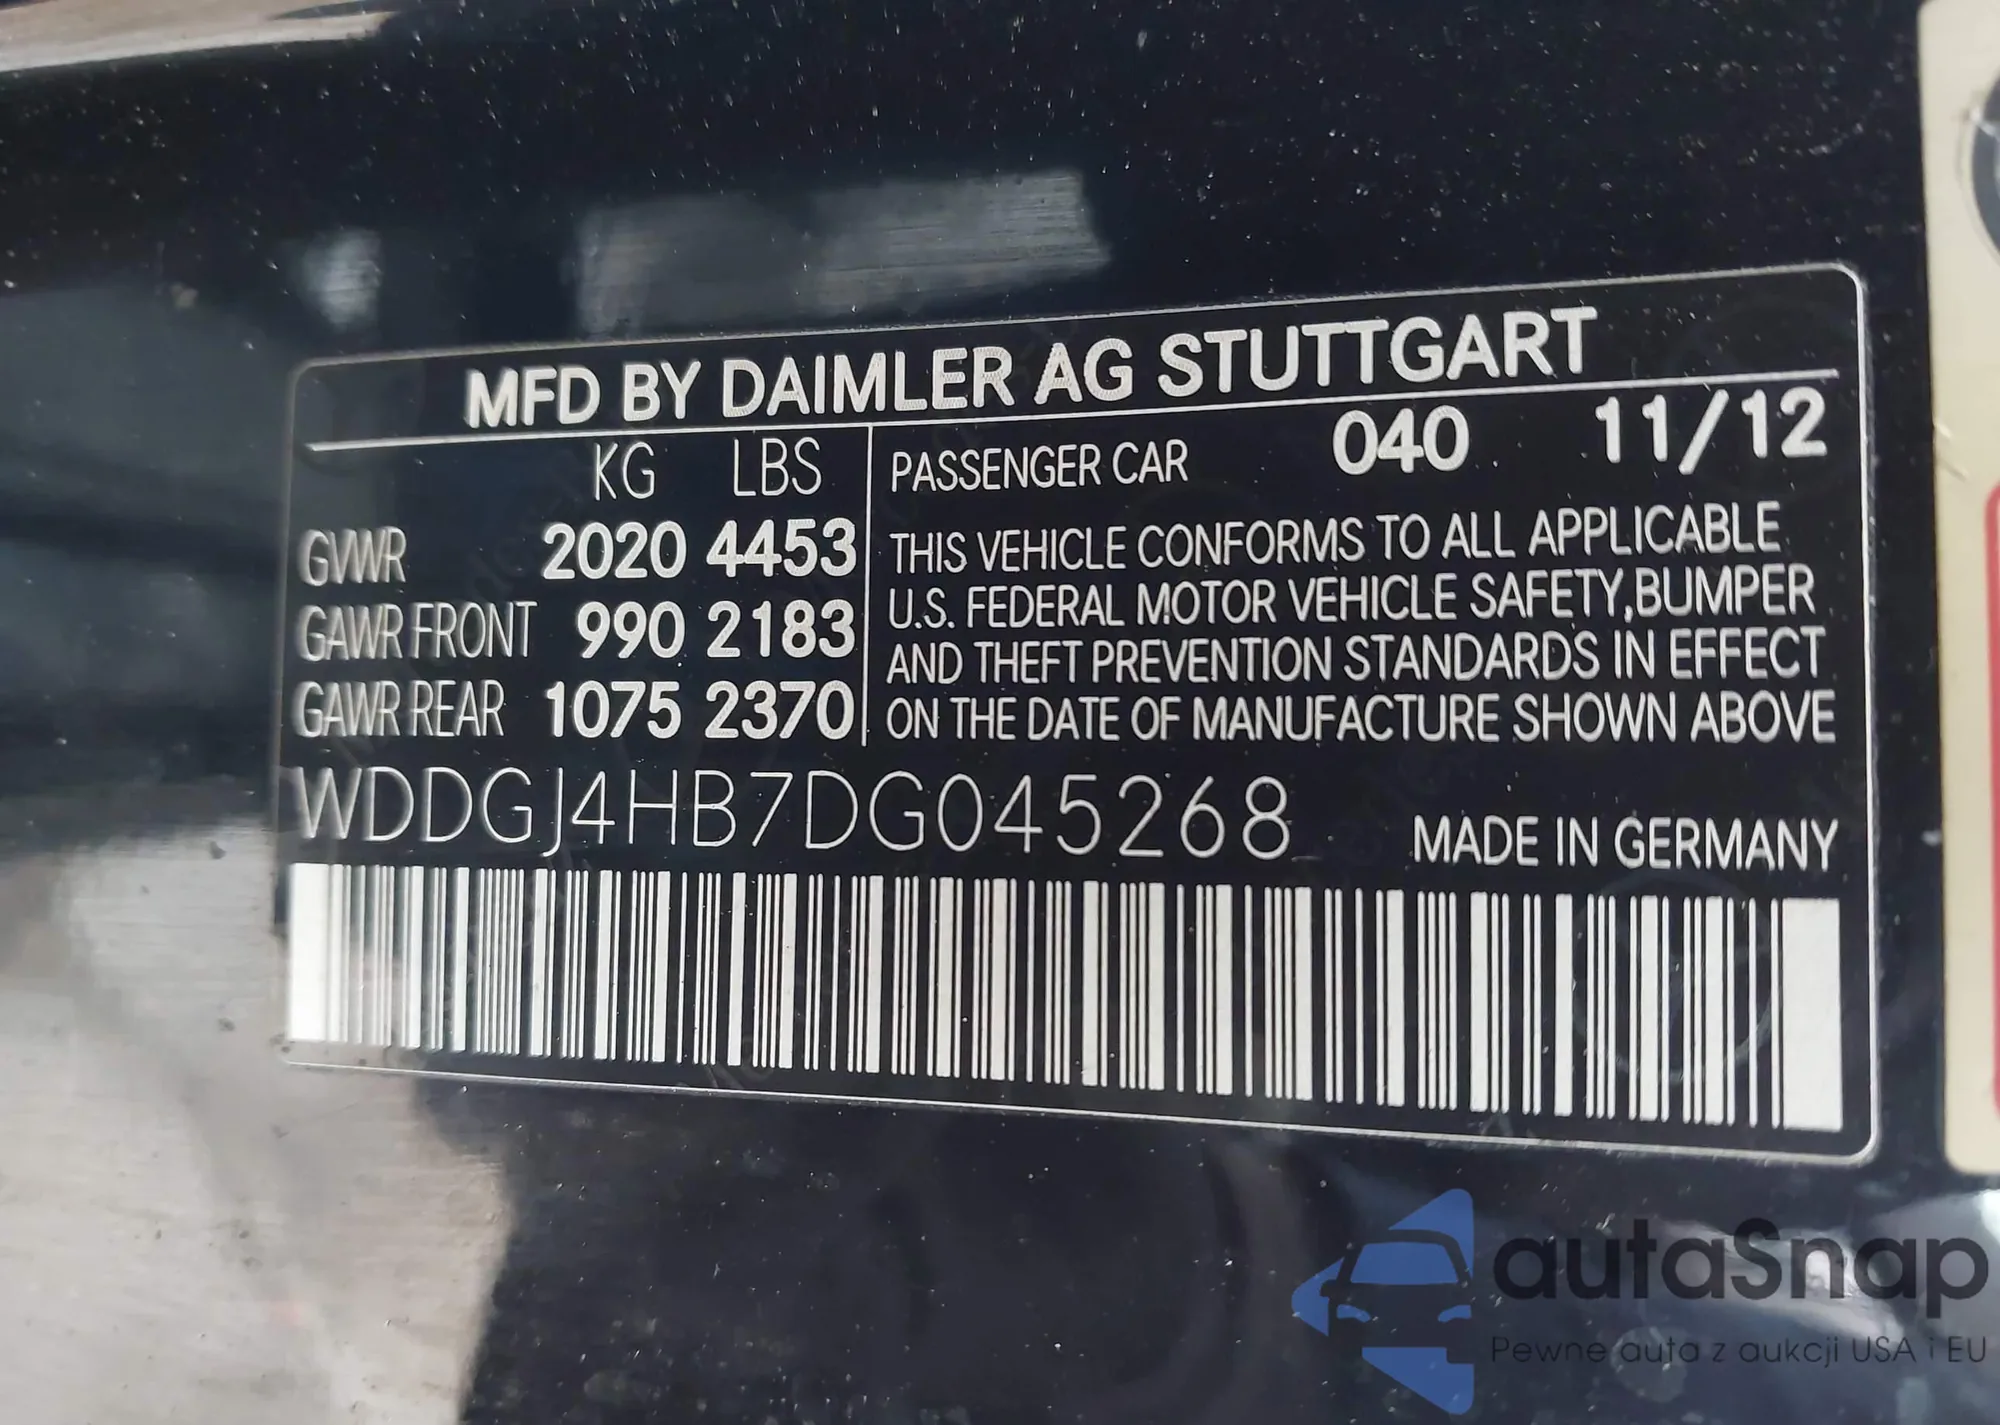 MFD BY DAIMLER AG STUTTGART
KG LBS
GVWR 2020 4453
GAWR FRONT 990 2183
GAWR REAR 1075 2370
PASSENGER CAR 040 11/12
THIS VEHICLE CONFORMS TO ALL APPLICABLE
U.S. FEDERAL MOTOR VEHICLE SAFETY,BUMPER
AND THEFT PREVENTION STANDARDS IN EFFECT
ON THE DATE OF MANUFACTURE SHOWN ABOVE
WDDGJ4HB7DG045268
MADE IN GERMANY
autaSnap
Pewne auta z aukcji USA i EU